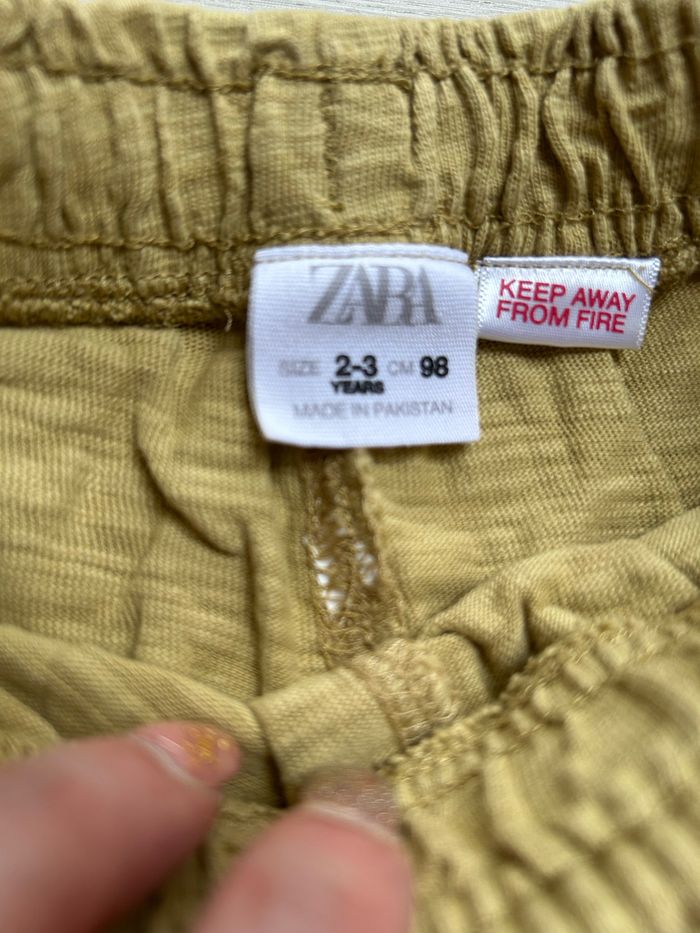 ZARA
SIZE 2-3 CM 98
YEARS
MADE IN PAKISTAN
KEEP AWAY
FROM FIRE